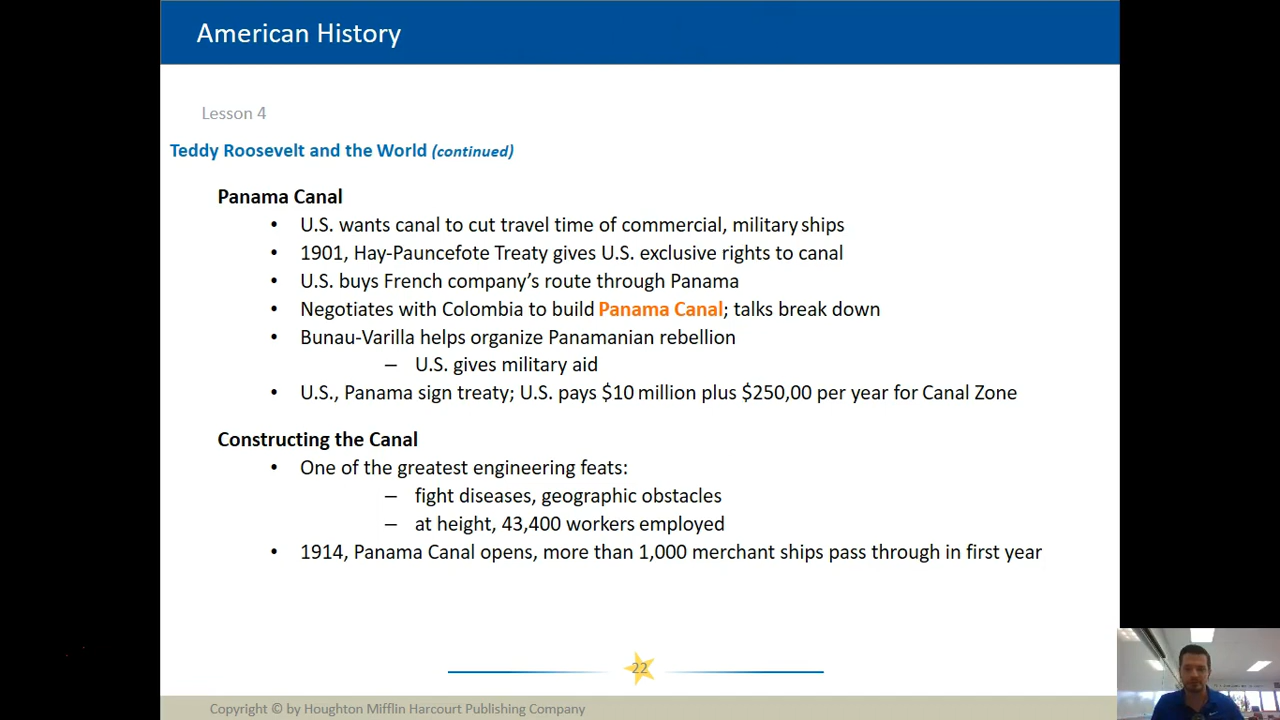 American History
Lesson 4
Teddy Roosevelt and the World (continued)
Panama Canal
• U.S. wants canal to cut travel time of commercial, military ships
• 1901, Hay-Pauncefote Treaty gives U.S. exclusive rights to canal
• U.S. buys French company's route through Panama
• Negotiates with Colombia to build Panama Canal; talks break down
• Bunau-Varilla helps organize Panamanian rebellion
– U.S. gives military aid
• U.S., Panama sign treaty; U.S. pays $10 million plus $250,00 per year for Canal Zone
Constructing the Canal
• One of the greatest engineering feats:
– fight diseases, geographic obstacles
– at height, 43,400 workers employed
• 1914, Panama Canal opens, more than 1,000 merchant ships pass through in first year
22
Copyright © by Houghton Mifflin Harcourt Publishing Company